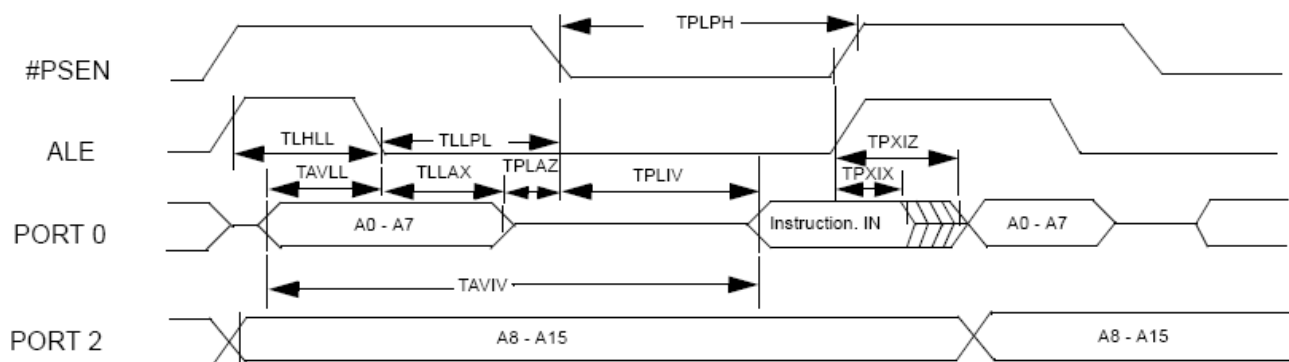 TPLPH
#PSEN
TLHLL
TLLPL
ALE
TPXIZ
TAVLL
TLLAX
TPLAZ
TPLIV
TPXIX
PORT 0
A0 - A7
Instruction. IN
A0 - A7
TAVIV
PORT 2
A8 - A15
A8 - A15